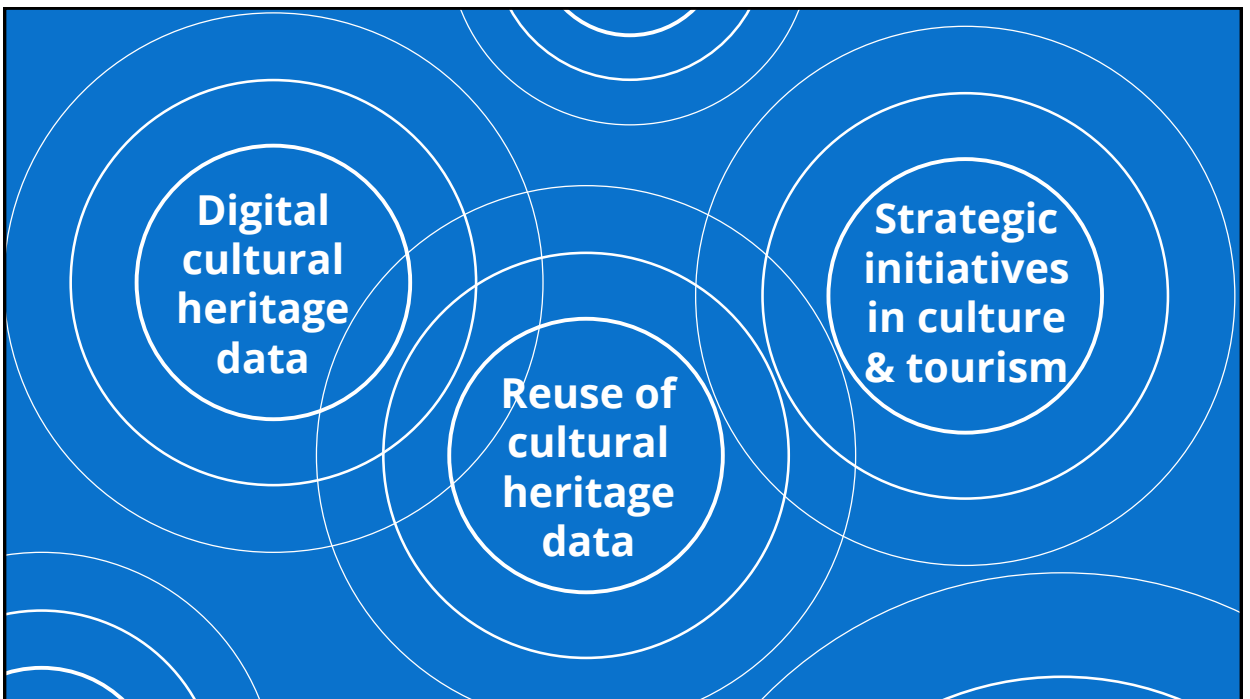 Digital
cultural
heritage
data
Reuse of
cultural
heritage
data
Strategic
initiatives
in culture
& tourism